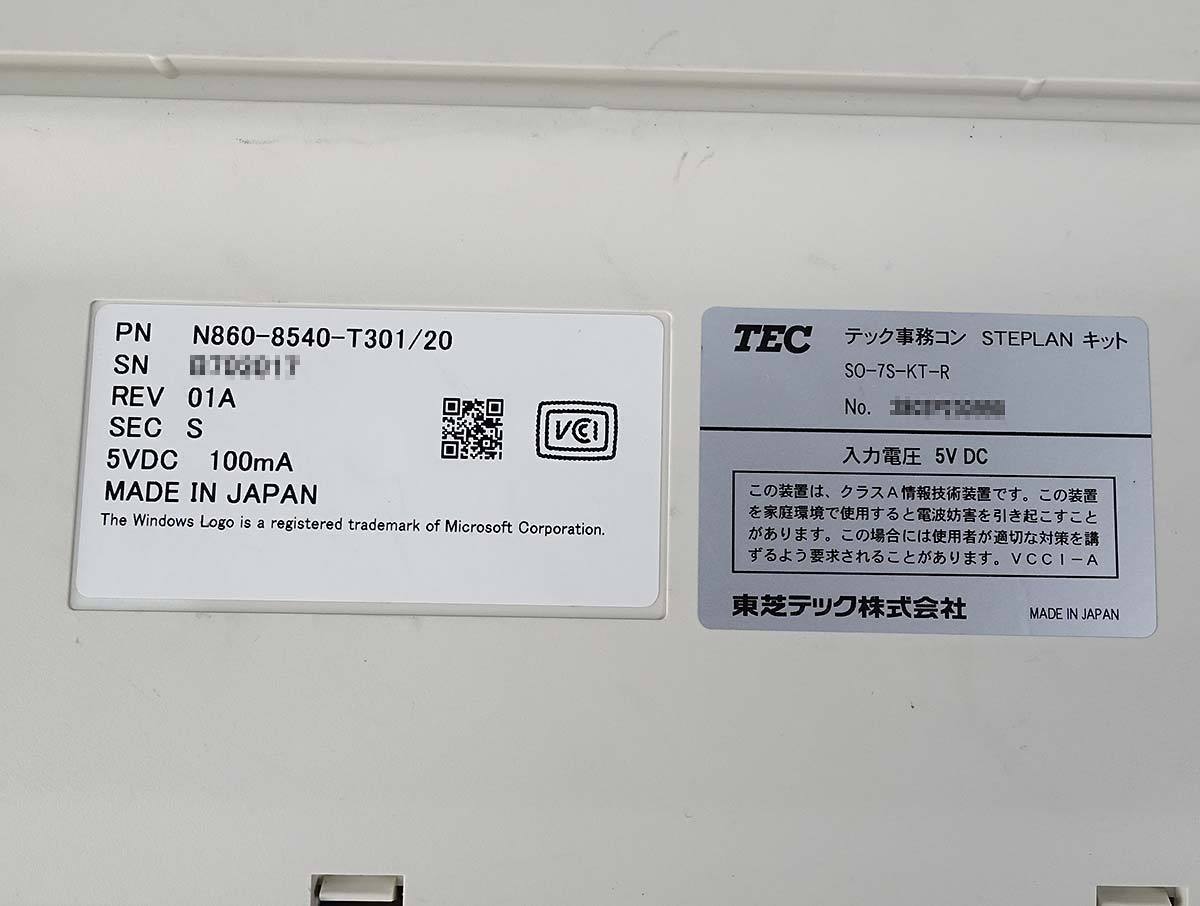 PN N860-8540-T301/20
SN
REV 01A
SEC S
5VDC 100mA
MADE IN JAPAN
The Windows Logo is a registered trademark of Microsoft Corporation.
VCCI
TEC テック事務コン STEPLAN キット
SO-7S-KT-R
No.
入力電圧 5V DC
この装置は、クラスA情報技術装置です。この装置
を家庭環境で使用すると電波妨害を引き起こすこと
があります。この場合には使用者が適切な対策を講
ずるよう要求されることがあります。VCCI-A
東芝テック株式会社 MADE IN JAPAN